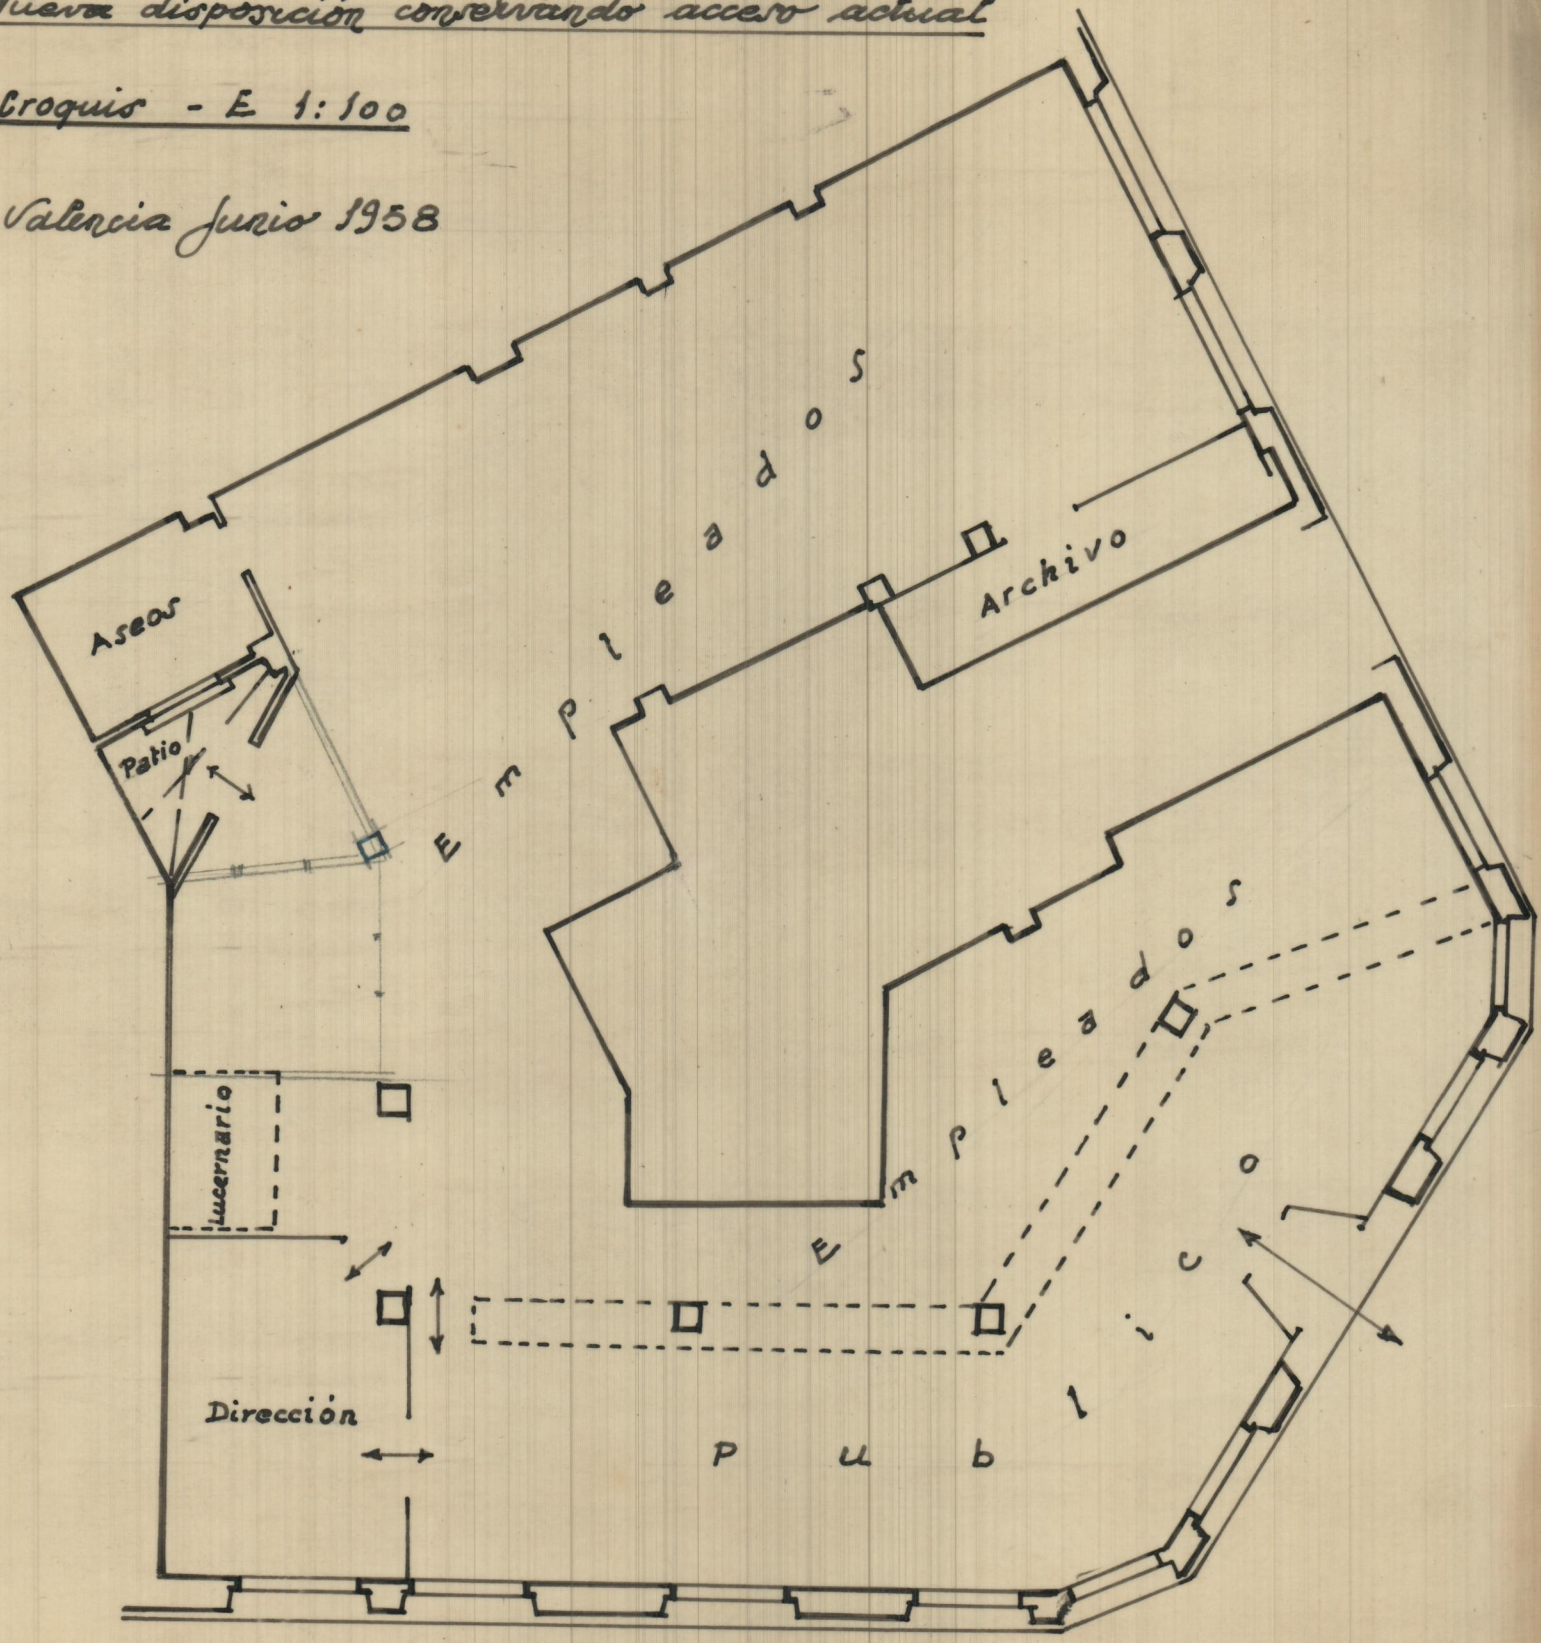 Nueva disposición conservando acceso actual
Croquis - E 1:100
Valencia Junio 1958
Empleados
Archivo
Aseos
Patio
Empleados
Lucernario
Dirección
Publico